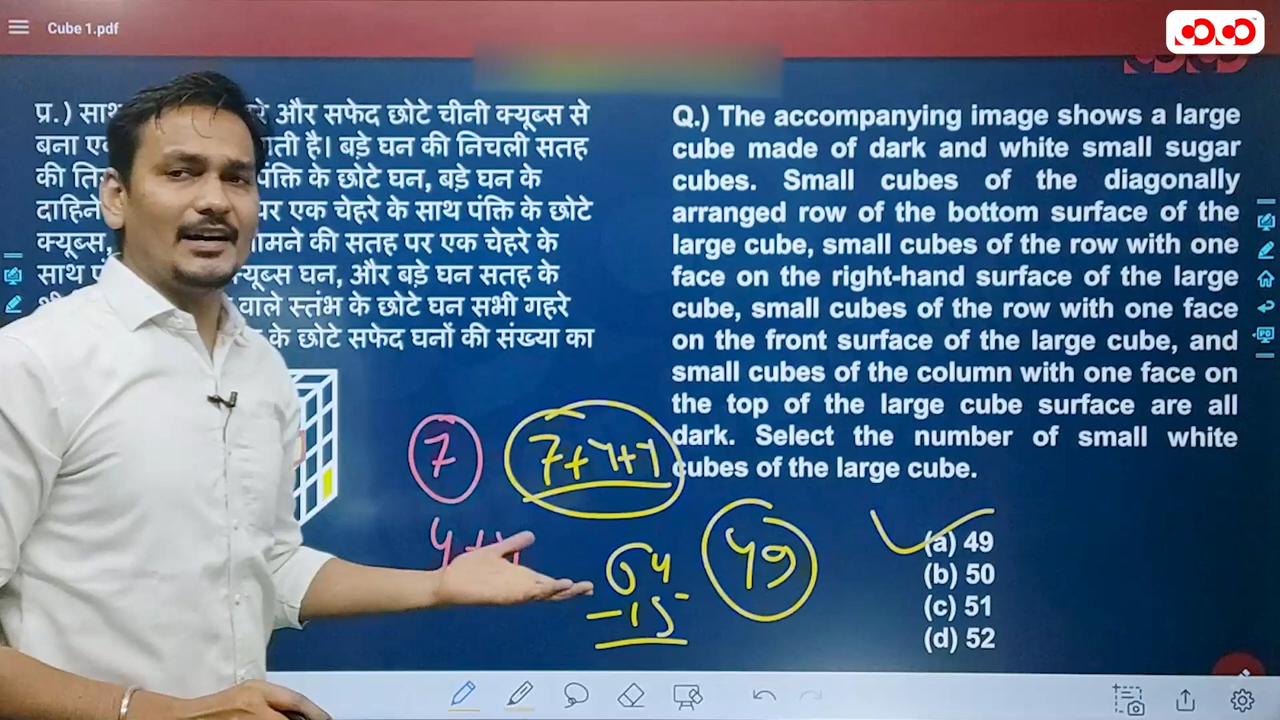 Cube 1.pdf
प्र.) और सफेद छोटे चीनी क्यूब्स से
बना है। बड़े घन की निचली सतह
की पंक्ति के छोटे घन, बड़े घन के
दाहिने पर एक चेहरे के साथ पंक्ति के छोटे
क्यूब्स, सामने की सतह पर एक चेहरे के
साथ घन, और बड़े घन सतह के
वाले स्तंभ के छोटे घन सभी गहरे
के छोटे सफेद घनों की संख्या का
Q.) The accompanying image shows a large
cube made of dark and white small sugar
cubes. Small cubes of the diagonally
arranged row of the bottom surface of the
large cube, small cubes of the row with one
face on the right-hand surface of the large
cube, small cubes of the row with one face
on the front surface of the large cube, and
small cubes of the column with one face on
the top of the large cube surface are all
dark. Select the number of small white
cubes of the large cube.
(a) 49
(b) 50
(c) 51
(d) 52
7
7+4+4
4+4
64
-15
49